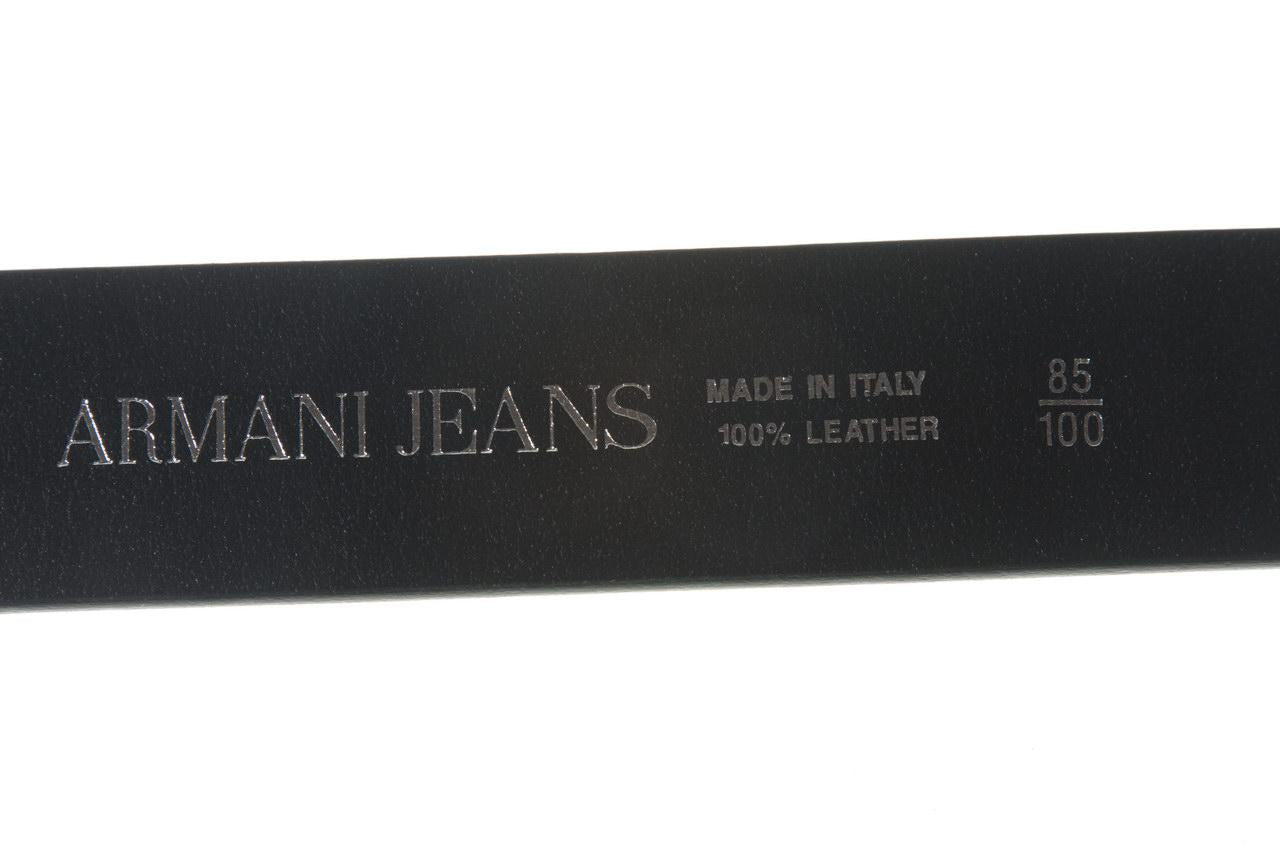 ARMANI JEANS
MADE IN ITALY
100% LEATHER
85
100